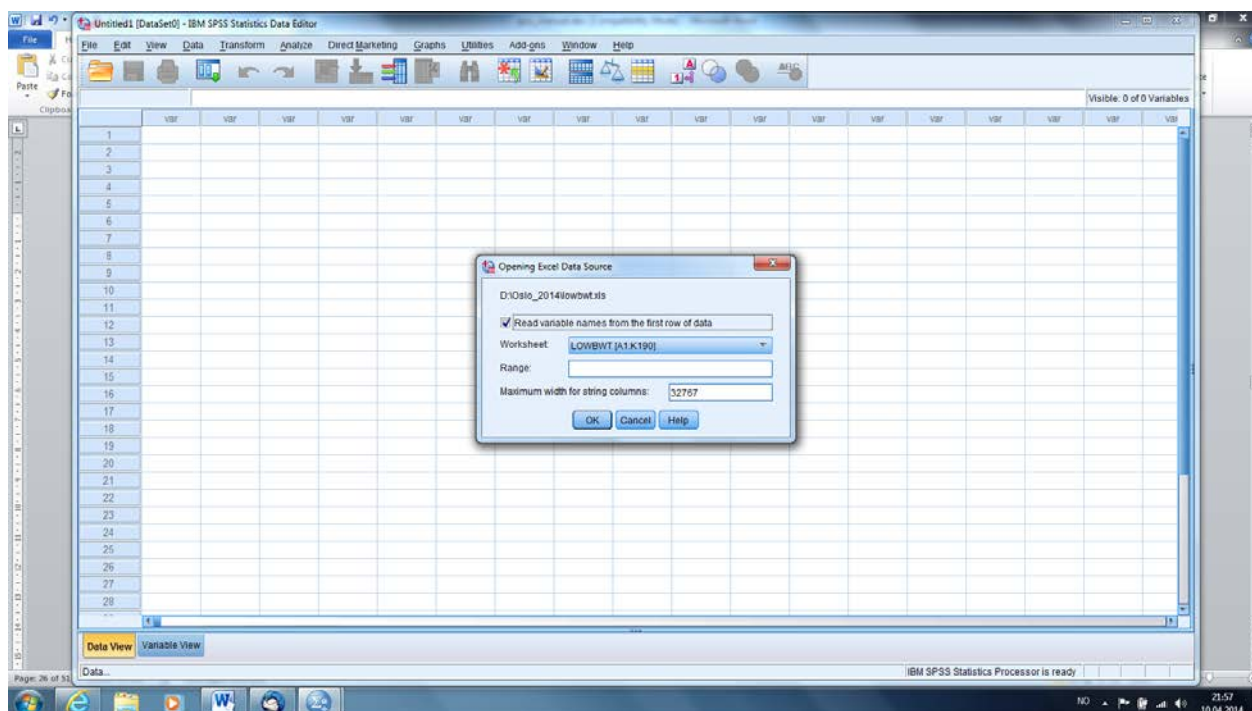 Untitled1 [DataSet0] - IBM SPSS Statistics Data Editor
File
File Edit View Data Transform Analyze Direct Marketing Graphs Utilities Add-ons Window Help
Paste
Visible: 0 of 0 Variables
var var var var var var var var var var var var var var var var var var
1
2
3
4
5
6
7
8
9
10
11
12
13
14
15
16
17
18
19
20
21
22
23
24
25
26
27
28
Opening Excel Data Source
D:\Oslo_2014\lowbwt.xls
Read variable names from the first row of data
Worksheet: LOWBWT [A1:K190]
Range:
Maximum width for string columns: 32767
OK Cancel Help
Data View Variable View
Data...
IBM SPSS Statistics Processor is ready
Page: 26 of 51
NO
21:57
10.04.2014